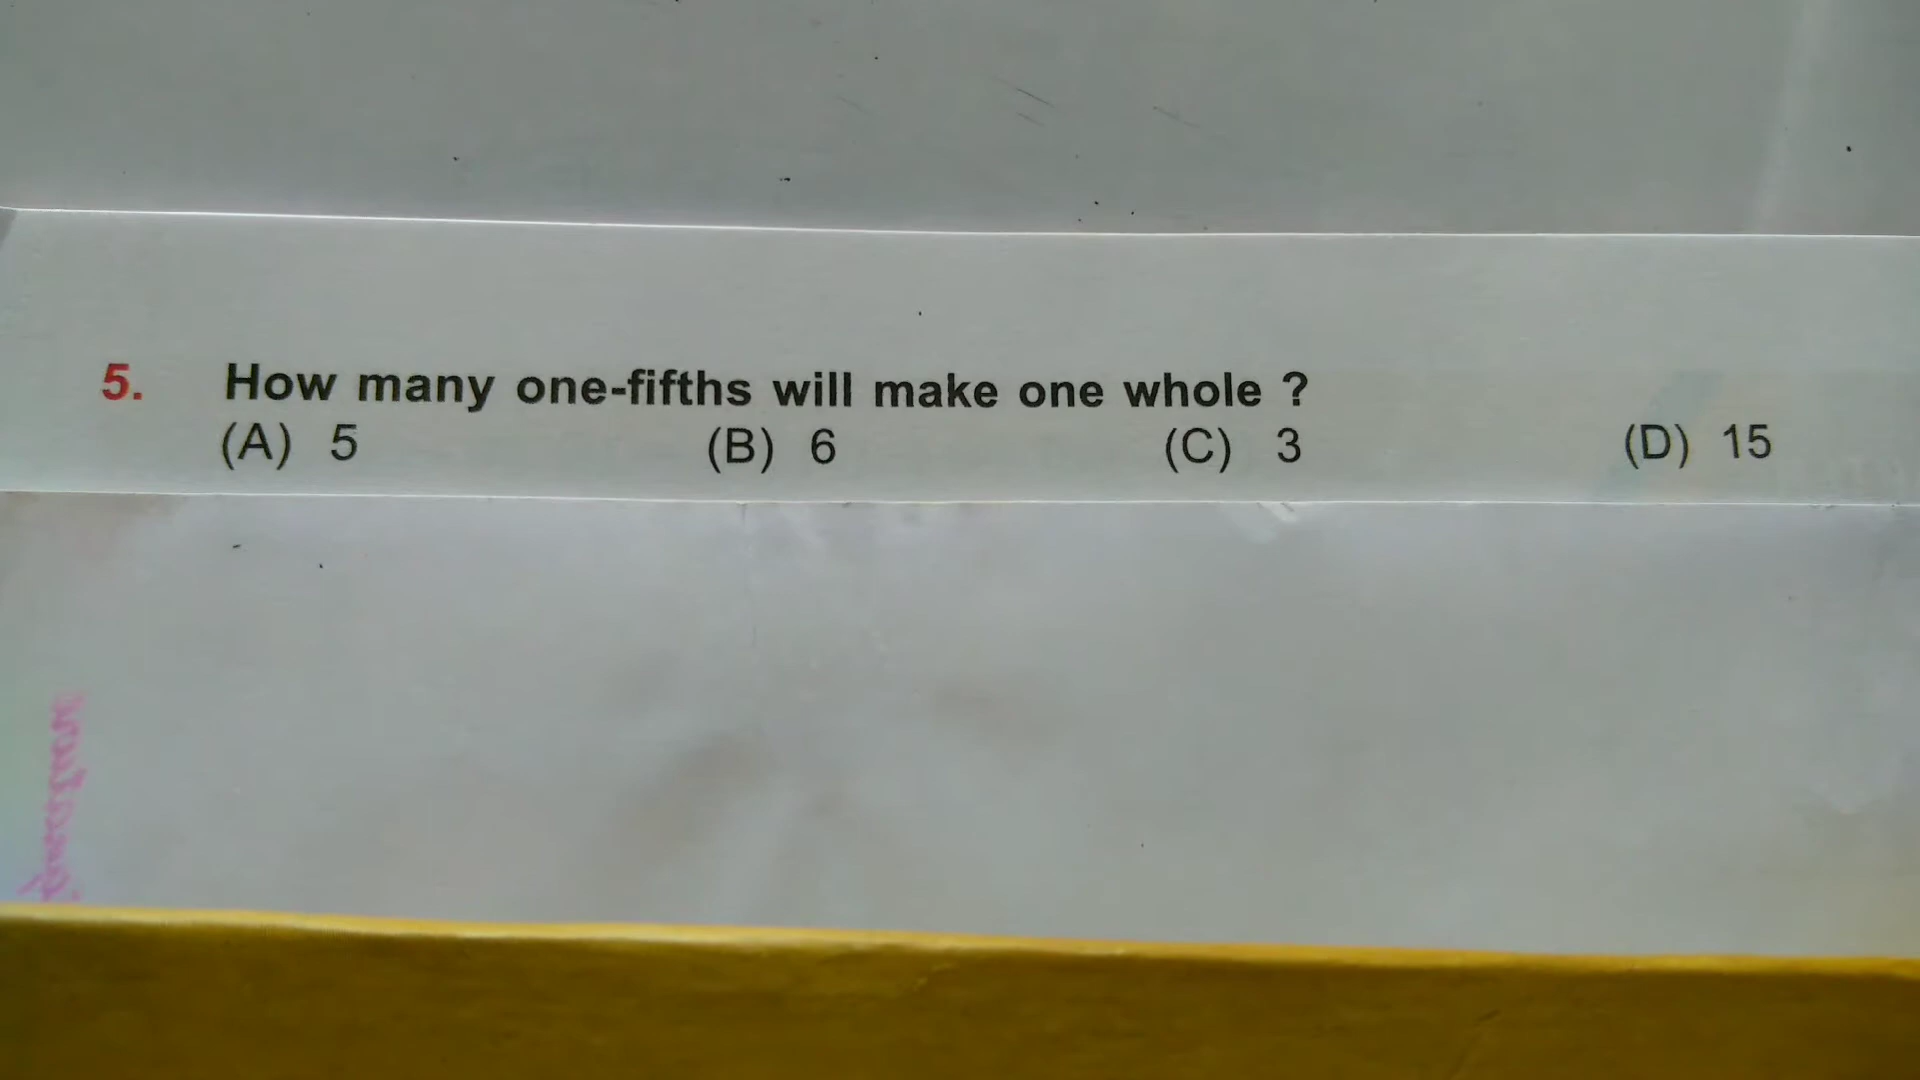 5. How many one-fifths will make one whole ?
(A) 5 (B) 6 (C) 3 (D) 15